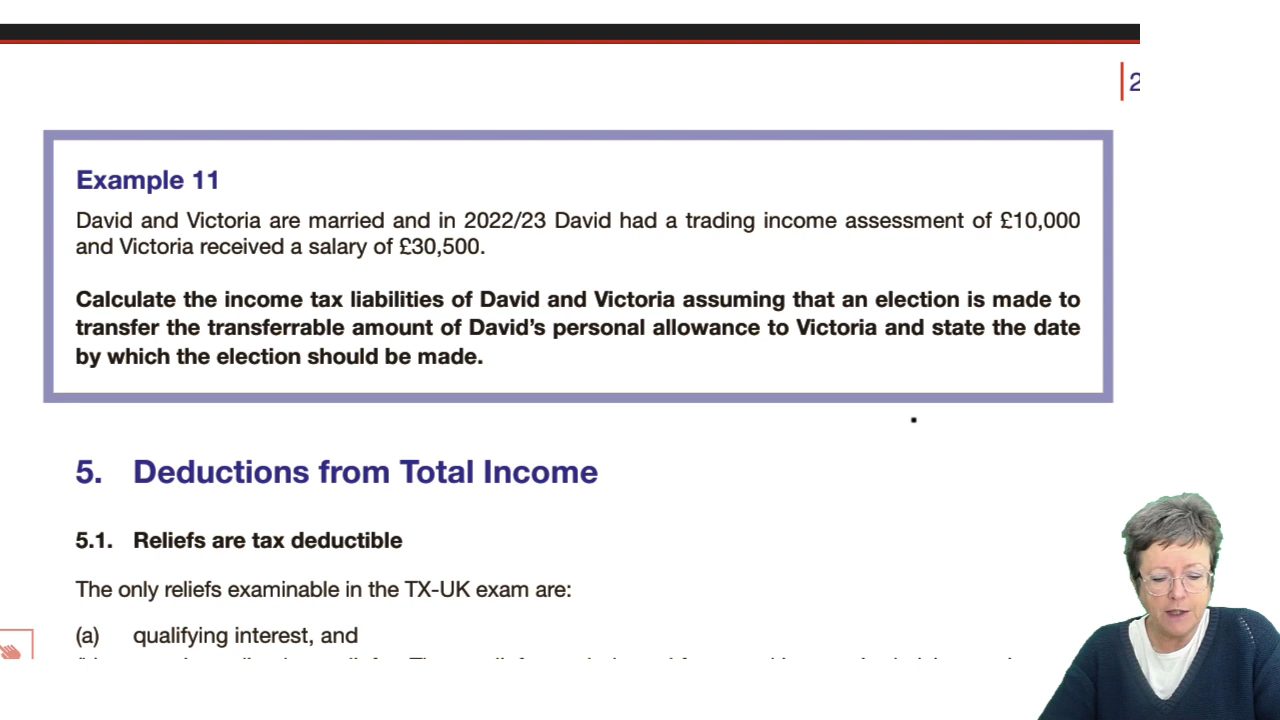 2
Example 11
David and Victoria are married and in 2022/23 David had a trading income assessment of £10,000
and Victoria received a salary of £30,500.
Calculate the income tax liabilities of David and Victoria assuming that an election is made to
transfer the transferrable amount of David's personal allowance to Victoria and state the date
by which the election should be made.
5. Deductions from Total Income
5.1. Reliefs are tax deductible
The only reliefs examinable in the TX-UK exam are:
(a) qualifying interest, and